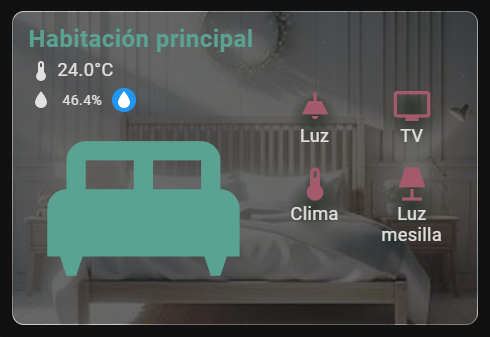 Habitación principal
24.0°C
46.4%
Luz
TV
Clima
Luz
mesilla